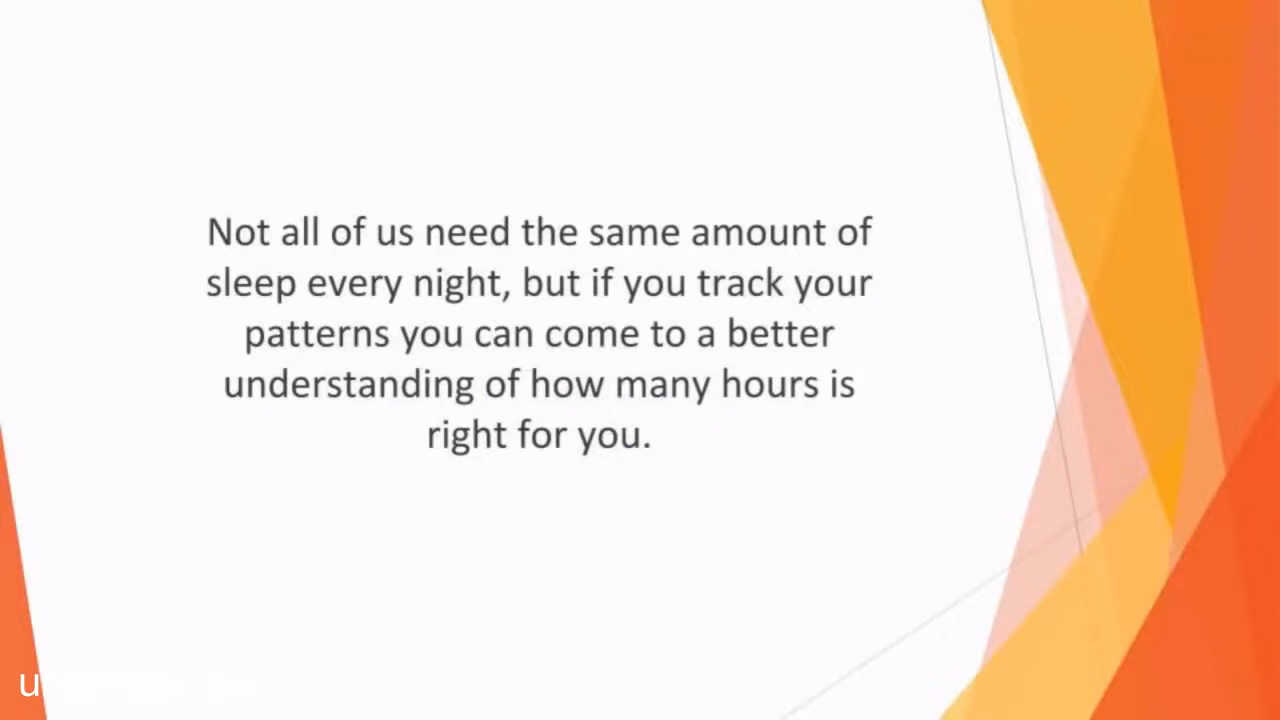 Not all of us need the same amount of
sleep every night, but if you track your
patterns you can come to a better
understanding of how many hours is
right for you.